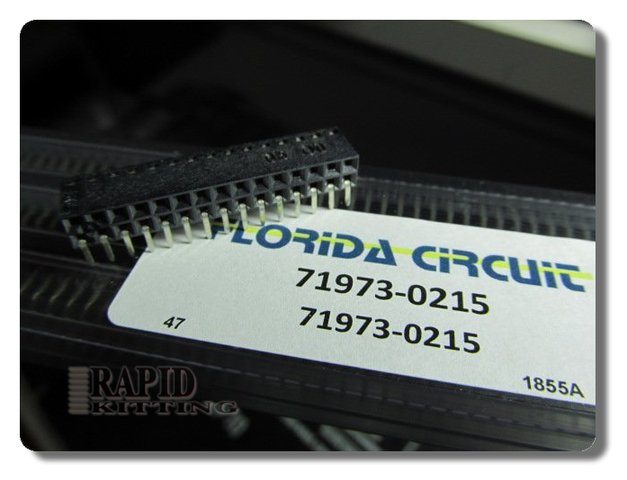 FLORIDA CIRCUIT
71973-0215
71973-0215
47
1855A
RAPID
KITTING